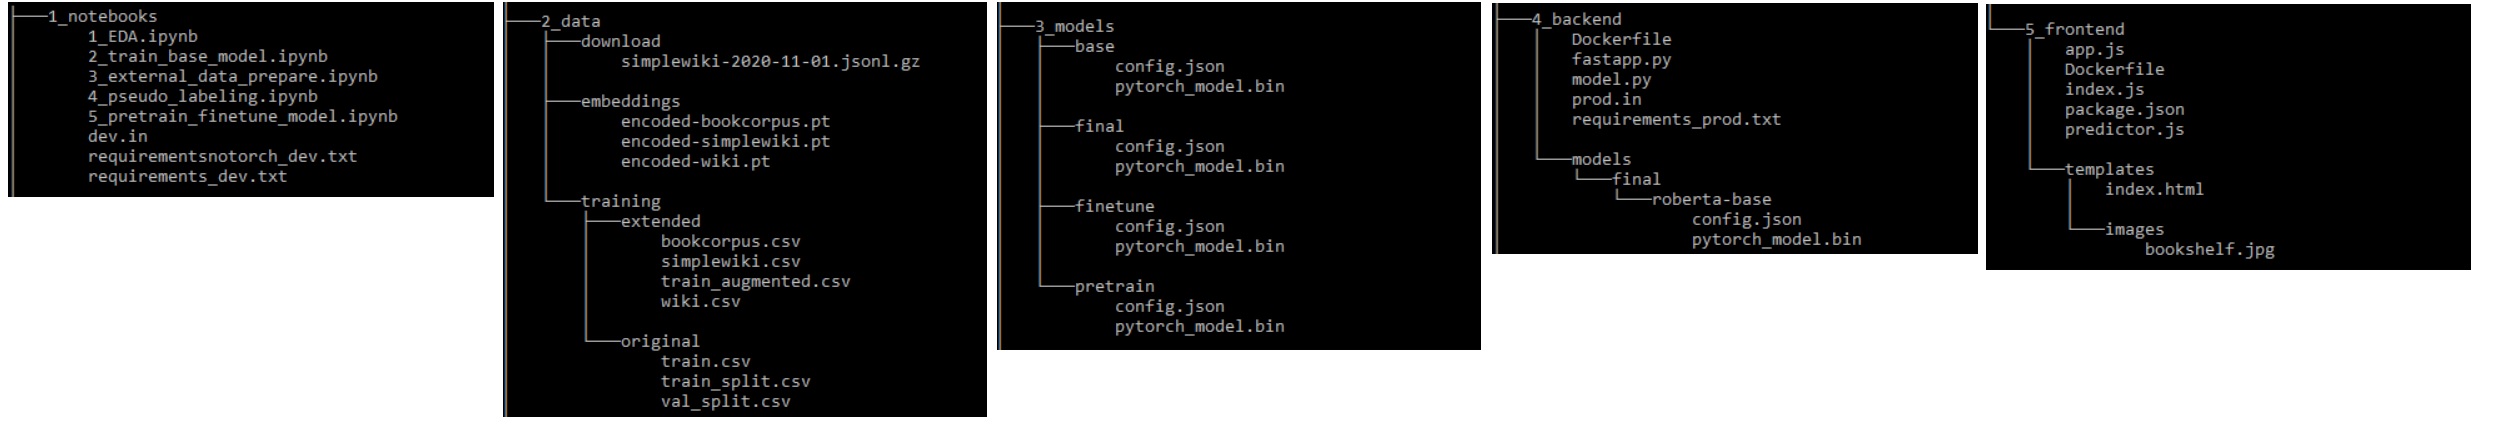 1_notebooks
1_EDA.ipynb
2_train_base_model.ipynb
3_external_data_prepare.ipynb
4_pseudo_labeling.ipynb
5_pretrain_finetune_model.ipynb
dev.in
requirementsnotorch_dev.txt
requirements_dev.txt
2_data
download
simplewiki-2020-11-01.jsonl.gz
embeddings
encoded-bookcorpus.pt
encoded-simplewiki.pt
encoded-wiki.pt
training
extended
bookcorpus.csv
simplewiki.csv
train_augmented.csv
wiki.csv
original
train.csv
train_split.csv
val_split.csv
3_models
base
config.json
pytorch_model.bin
final
config.json
pytorch_model.bin
finetune
config.json
pytorch_model.bin
pretrain
config.json
pytorch_model.bin
4_backend
Dockerfile
fastapp.py
model.py
prod.in
requirements_prod.txt
models
final
roberta-base
config.json
pytorch_model.bin
5_frontend
app.js
Dockerfile
index.js
package.json
predictor.js
templates
index.html
images
bookshelf.jpg